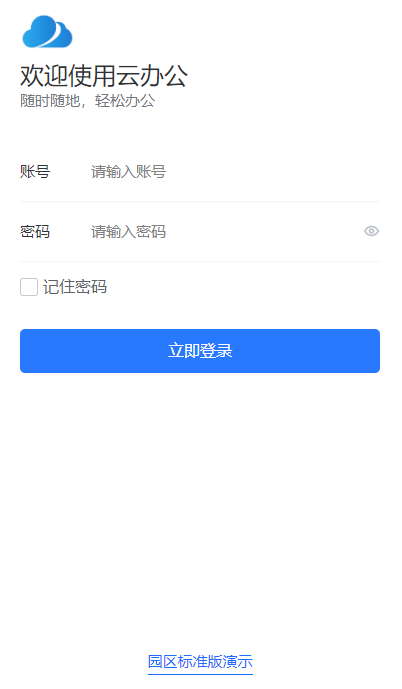 欢迎使用云办公
随时随地，轻松办公
账号 请输入账号
密码 请输入密码
记住密码
立即登录
园区标准版演示